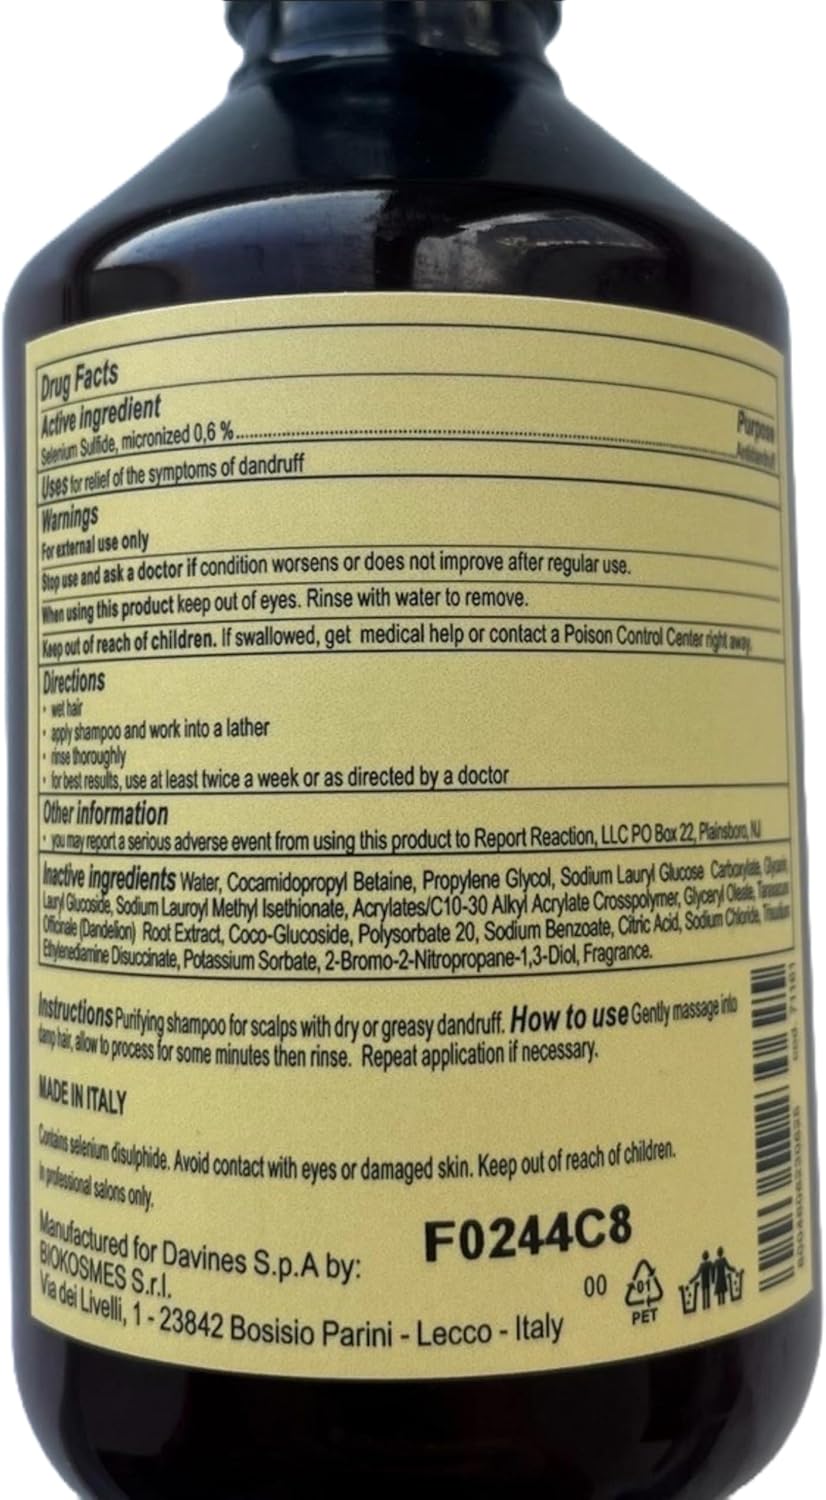 Drug Facts
Active ingredient Purpose
Selenium Sulfide, micronized 0,6 %........................ Antidandruff
Uses for relief of the symptoms of dandruff
Warnings
For external use only
Stop use and ask a doctor if condition worsens or does not improve after regular use.
When using this product keep out of eyes. Rinse with water to remove.
Keep out of reach of children. If swallowed, get medical help or contact a Poison Control Center right away.
Directions
· wet hair
· apply shampoo and work into a lather
· rinse thoroughly
· for best results, use at least twice a week or as directed by a doctor
Other information
· you may report a serious adverse event from using this product to Report Reaction, LLC PO Box 22, Plainsboro, NJ
Inactive ingredients Water, Cocamidopropyl Betaine, Propylene Glycol, Sodium Lauryl Glucose Carboxylate, Glycerin,
Lauryl Glucoside, Sodium Lauroyl Methyl Isethionate, Acrylates/C10-30 Alkyl Acrylate Crosspolymer, Glyceryl Oleate, Taraxacum
Officinale (Dandelion) Root Extract, Coco-Glucoside, Polysorbate 20, Sodium Benzoate, Citric Acid, Sodium Chloride, Trisodium
Ethylenediamine Disuccinate, Potassium Sorbate, 2-Bromo-2-Nitropropane-1,3-Diol, Fragrance.
Instructions Purifying shampoo for scalps with dry or greasy dandruff. How to use Gently massage into
damp hair, allow to process for some minutes then rinse. Repeat application if necessary.
MADE IN ITALY
Contains selenium disulphide. Avoid contact with eyes or damaged skin. Keep out of reach of children.
In professional salons only.
Manufactured for Davines S.p.A by:
BIOKOSMES S.r.l.
Via dei Livelli, 1 - 23842 Bosisio Parini - Lecco - Italy
F0244C8
00
01
PET
cod. 71161